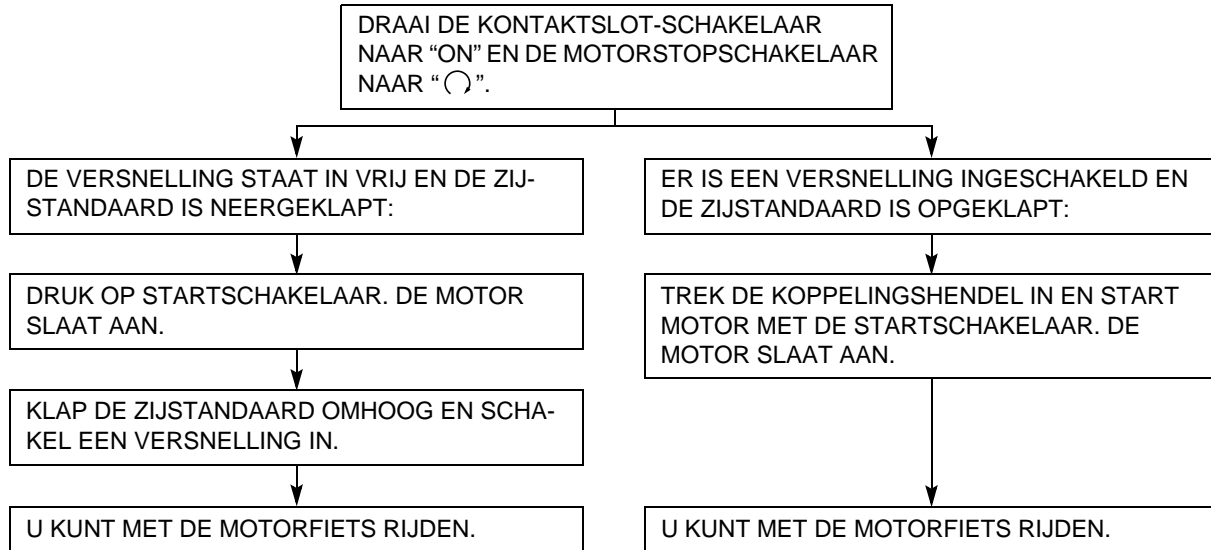 DRAAI DE KONTAKTSLOT-SCHAKELAAR
NAAR “ON” EN DE MOTORSTOPSCHAKELAAR
NAAR “ ”.
DE VERSNELLING STAAT IN VRIJ EN DE ZIJ-
STANDAARD IS NEERGEKLAPT:
DRUK OP STARTSCHAKELAAR. DE MOTOR
SLAAT AAN.
KLAP DE ZIJSTANDAARD OMHOOG EN SCHA-
KEL EEN VERSNELLING IN.
U KUNT MET DE MOTORFIETS RIJDEN.
ER IS EEN VERSNELLING INGESCHAKELD EN
DE ZIJSTANDAARD IS OPGEKLAPT:
TREK DE KOPPELINGSHENDEL IN EN START
MOTOR MET DE STARTSCHAKELAAR. DE
MOTOR SLAAT AAN.
U KUNT MET DE MOTORFIETS RIJDEN.